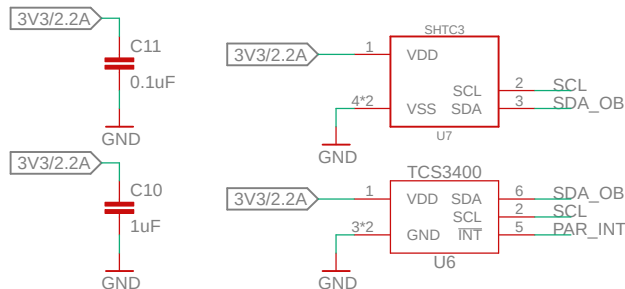 3V3/2.2A
C11
0.1uF
GND
3V3/2.2A
C10
1uF
GND
SHTC3
3V3/2.2A
1
VDD
SCL
2
SCL
4*2
VSS
SDA
3
SDA_OB
U7
GND
TCS3400
3V3/2.2A
1
VDD
SDA
6
SDA_OB
SCL
2
SCL
3*2
GND
INT
5
PAR_INT
U6
GND